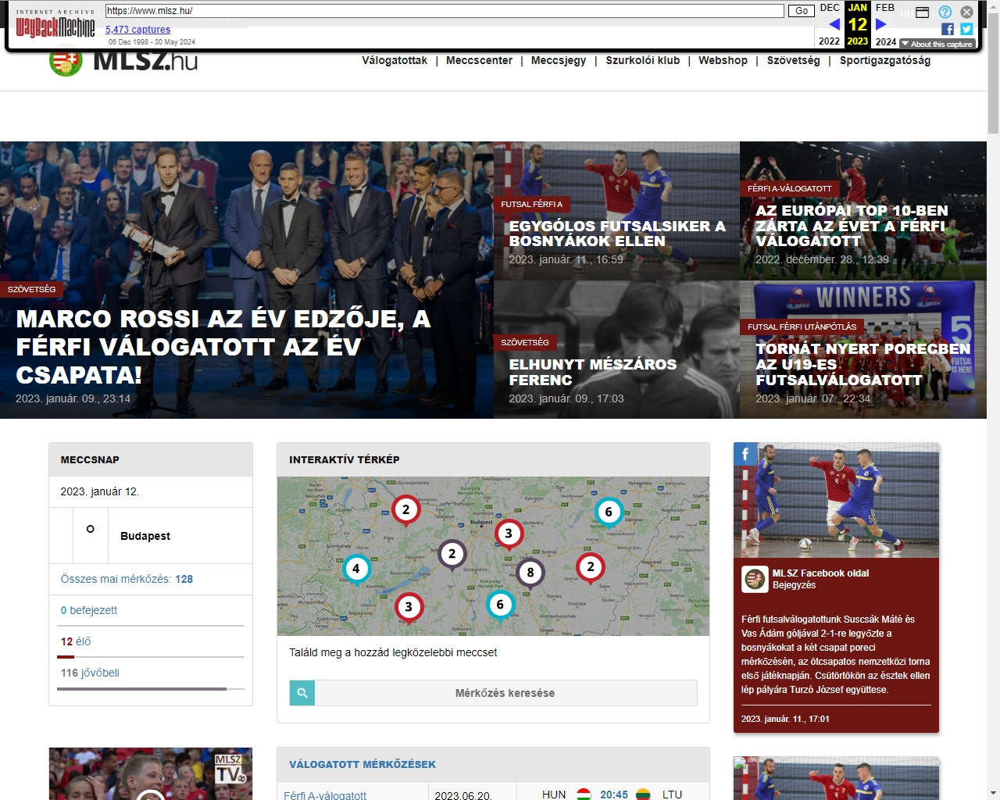 INTERNET ARCHIVE
WayBackMachine
https://www.mlsz.hu/
Go
5,473 captures
06 Dec 1998 - 30 May 2024
DEC
JAN
FEB
12
2022
2023
2024
HU
About this capture
MLSZ.hu
Válogatottak | Meccscenter | Meccsjegy | Szurkolói klub | Webshop | Szövetség | Sportigazgatóság
SZÖVETSÉG
MARCO ROSSI AZ ÉV EDZŐJE, A
FÉRFI VÁLOGATOTT AZ ÉV
CSAPATA!
2023. január. 09., 23:14
FUTSAL FÉRFI A
EGYGÓLOS FUTSALSIKER A
BOSNYÁKOK ELLEN
2023. január. 11., 16:59
FÉRFI A-VÁLOGATOTT
AZ EURÓPAI TOP 10-BEN
ZÁRTA AZ ÉVET A FÉRFI
VÁLOGATOTT
2022. december. 28., 12:39
SZÖVETSÉG
ELHUNYT MÉSZÁROS
FERENC
2023. január. 09., 17:03
WINNERS
FUTSAL FÉRFI UTÁNPÓTLÁS
TORNÁT NYERT PORECBEN
AZ U19-ES
FUTSALVÁLOGATOTT
2023. január. 07., 22:34
MECCSNAP
2023. január 12.
Budapest
Összes mai mérkőzés: 128
0 befejezett
12 élő
116 jövőbeli
INTERAKTÍV TÉRKÉP
2
6
3
2
4
8
2
3
6
Budapest
Találd meg a hozzád legközelebbi meccset
Mérkőzés keresése
MLSZ Facebook oldal
Bejegyzés
Férfi futsalválogatottunk Suscsák Máté és
Vas Ádám góljával 2-1-re legyőzte a
bosnyákokat a két csapat poreci
mérkőzésén, az ötcsapatos nemzetközi torna
első játéknapján. Csütörtökön az észtek ellen
lép pályára Turzó József együttese.
2023. január. 11., 17:01
MLSZ
TV
VÁLOGATOTT MÉRKŐZÉSEK
Férfi A-válogatott
2023.06.20.
HUN 20:45 LTU